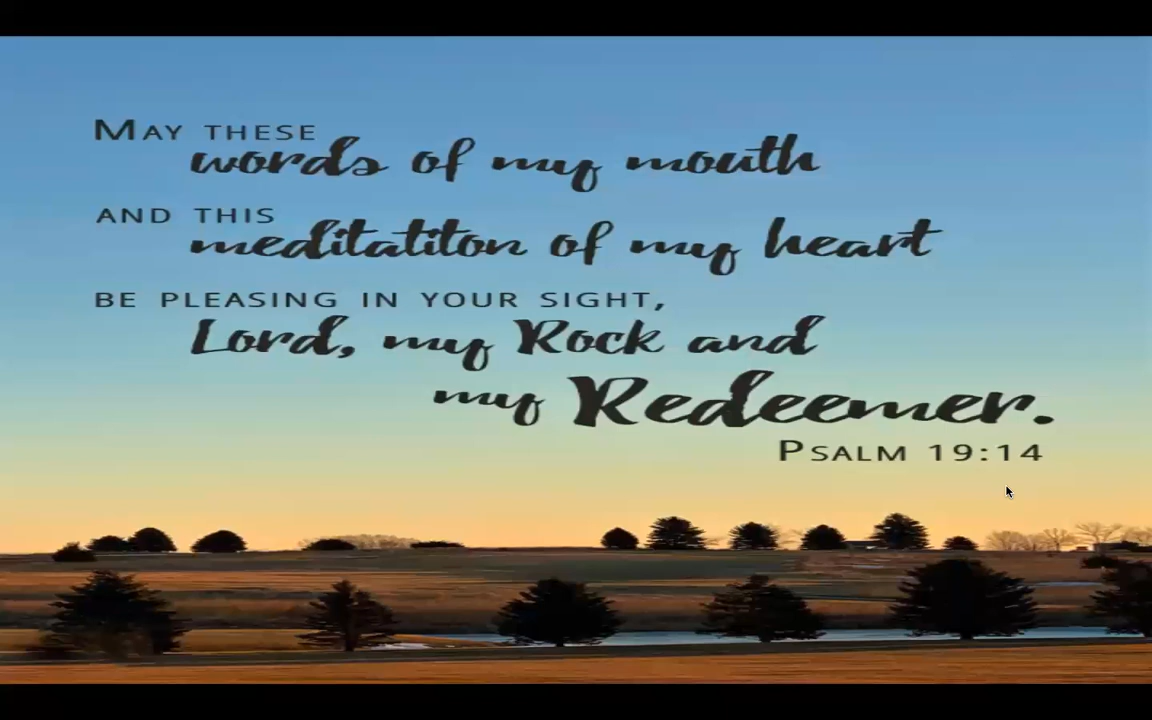 May these
words of my mouth
and this
meditatiton of my heart
be pleasing in your sight,
Lord, my Rock and
my Redeemer.
Psalm 19:14